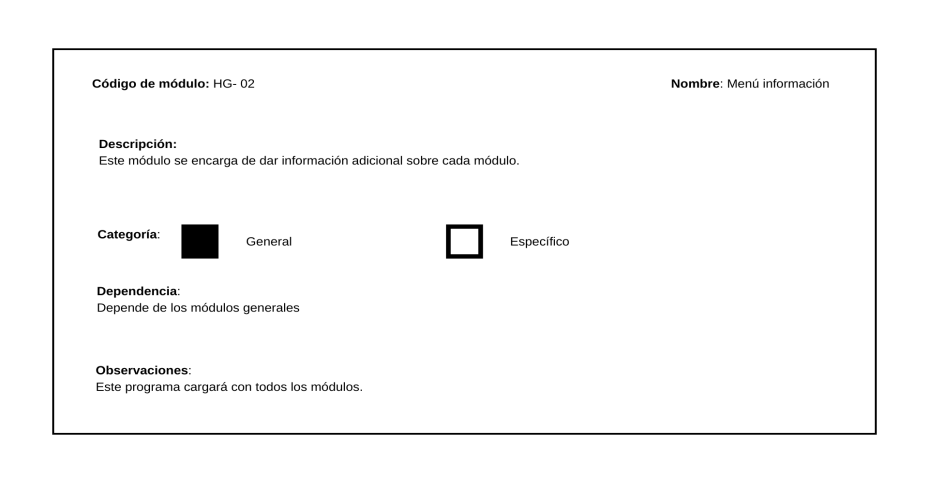 Código de módulo: HG- 02
Nombre: Menú información
Descripción:
Este módulo se encarga de dar información adicional sobre cada módulo.
Categoría:
General
Específico
Dependencia:
Depende de los módulos generales
Observaciones:
Este programa cargará con todos los módulos.